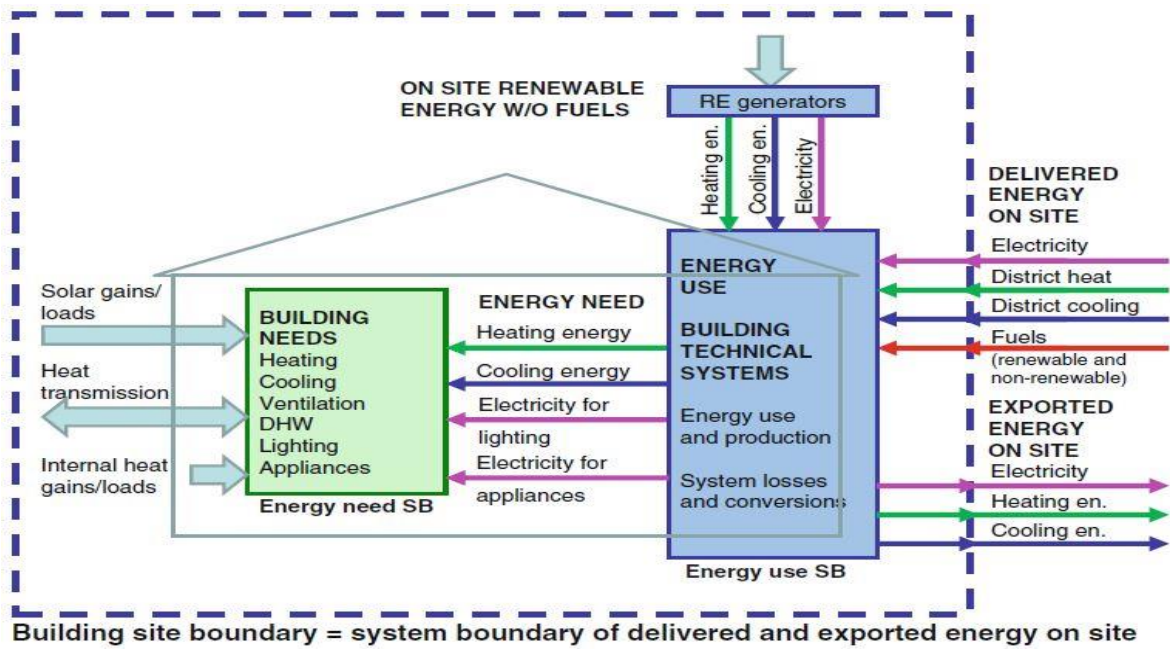 ON SITE RENEWABLE
ENERGY W/O FUELS
RE generators
Heating en.
Cooling en.
Electricity
DELIVERED
ENERGY
ON SITE
Electricity
District heat
District cooling
Fuels
(renewable and
non-renewable)
EXPORTED
ENERGY
ON SITE
Electricity
Heating en.
Cooling en.
ENERGY
USE
BUILDING
TECHNICAL
SYSTEMS
Energy use
and production
System losses
and conversions
Energy use SB
ENERGY NEED
Heating energy
Cooling energy
Electricity for
lighting
Electricity for
appliances
BUILDING
NEEDS
Heating
Cooling
Ventilation
DHW
Lighting
Appliances
Energy need SB
Solar gains/
loads
Heat
transmission
Internal heat
gains/loads
Building site boundary = system boundary of delivered and exported energy on site